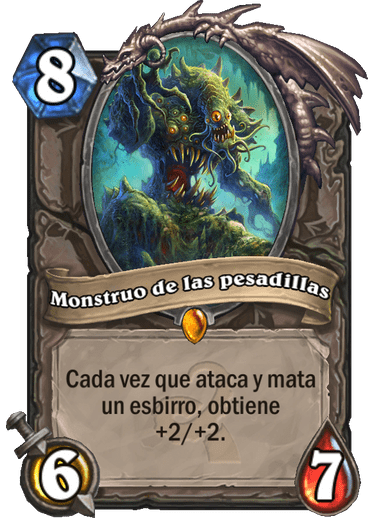 8
Monstruo de las pesadillas
Cada vez que ataca y mata
un esbirro, obtiene
+2/+2.
6
7